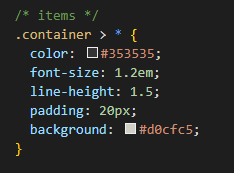 /* items */
.container > * {
  color: #353535;
  font-size: 1.2em;
  line-height: 1.5;
  padding: 20px;
  background: #d0cfc5;
}